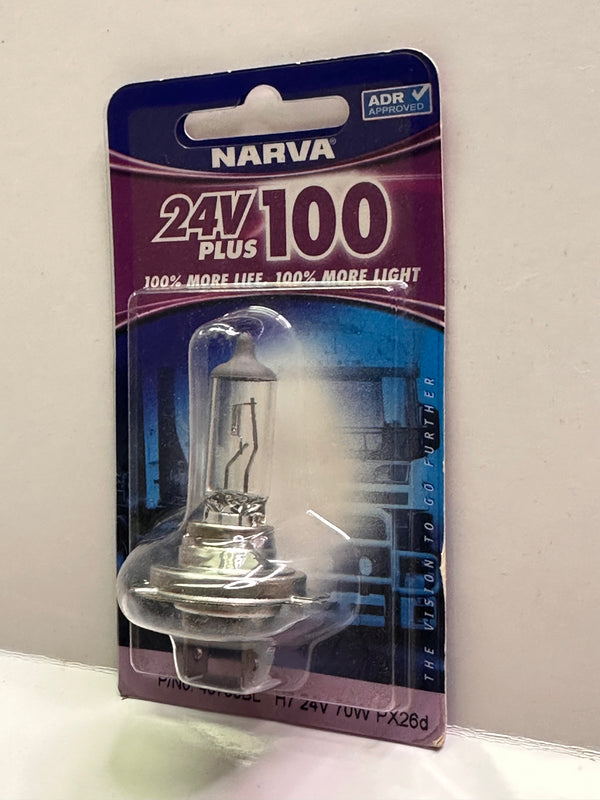 ADR
APPROVED
NARVA®
24V
PLUS 100
100% MORE LIFE 100% MORE LIGHT
THE VISION TO GO FURTHER
P/No. H7 24V 70W PX26d